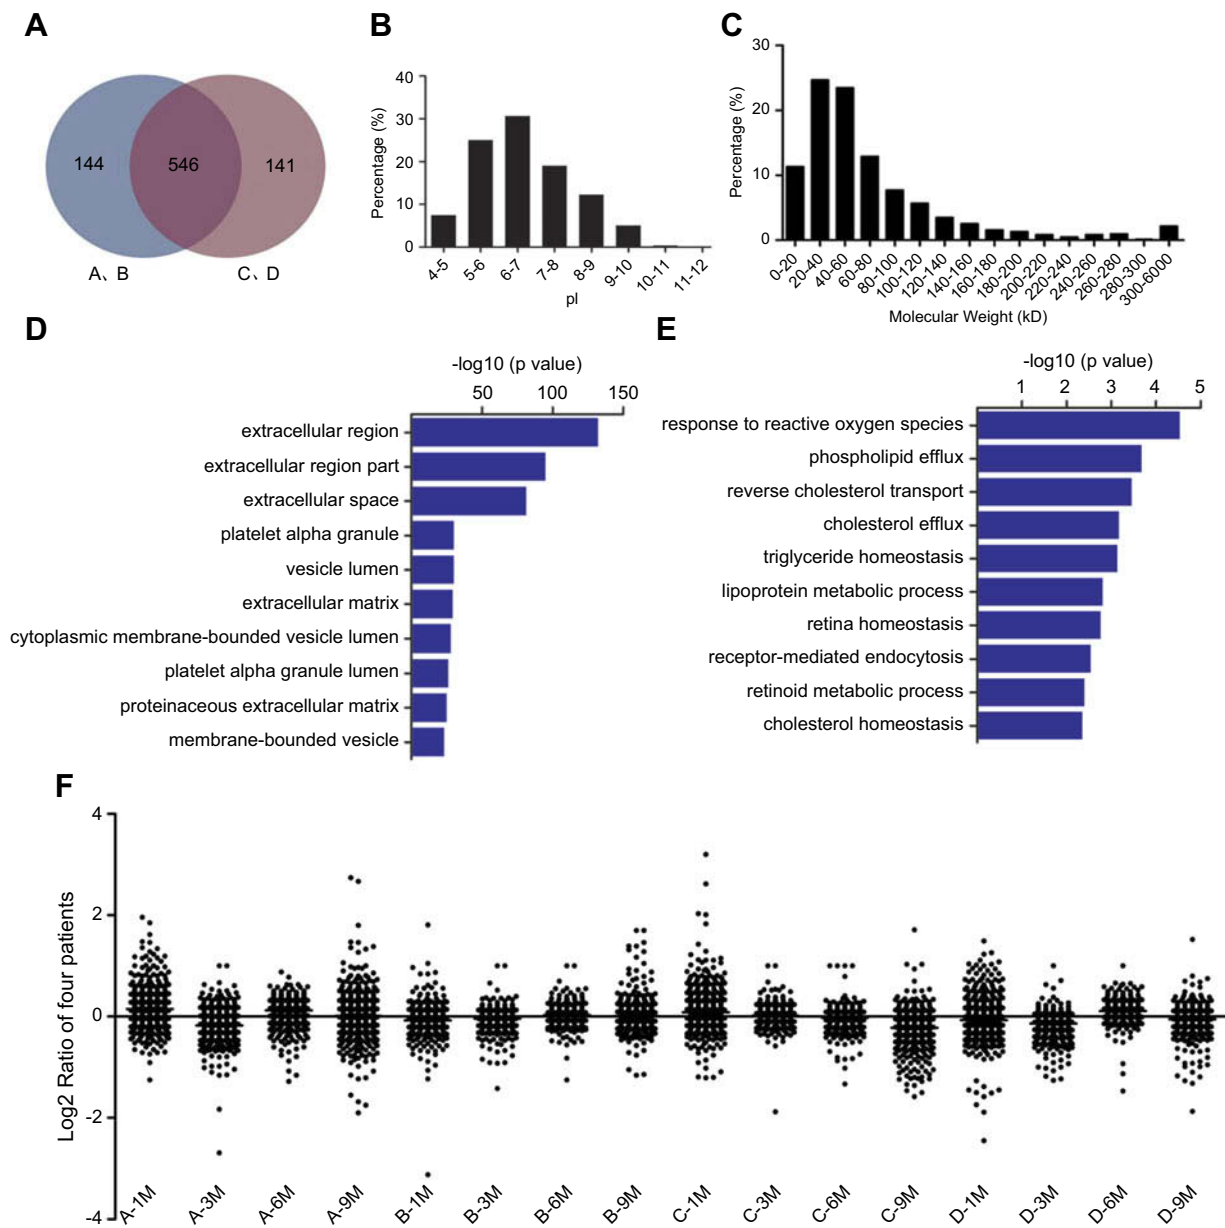 A
144
546
141
A、B
C、D
B
Percentage (%)
40
30
20
10
0
4-5
5-6
6-7
7-8
8-9
9-10
10-11
11-12
pI
C
Percentage (%)
30
20
10
0
0-20
20-40
40-60
60-80
80-100
100-120
120-140
140-160
160-180
180-200
200-220
220-240
240-260
260-280
280-300
300-6000
Molecular Weight (kD)
D
-log10 (p value)
50 100 150
extracellular region
extracellular region part
extracellular space
platelet alpha granule
vesicle lumen
extracellular matrix
cytoplasmic membrane-bounded vesicle lumen
platelet alpha granule lumen
proteinaceous extracellular matrix
membrane-bounded vesicle
E
-log10 (p value)
1 2 3 4 5
response to reactive oxygen species
phospholipid efflux
reverse cholesterol transport
cholesterol efflux
triglyceride homeostasis
lipoprotein metabolic process
retina homeostasis
receptor-mediated endocytosis
retinoid metabolic process
cholesterol homeostasis
F
Log2 Ratio of four patients
4
2
0
-2
-4
A-1M
A-3M
A-6M
A-9M
B-1M
B-3M
B-6M
B-9M
C-1M
C-3M
C-6M
C-9M
D-1M
D-3M
D-6M
D-9M